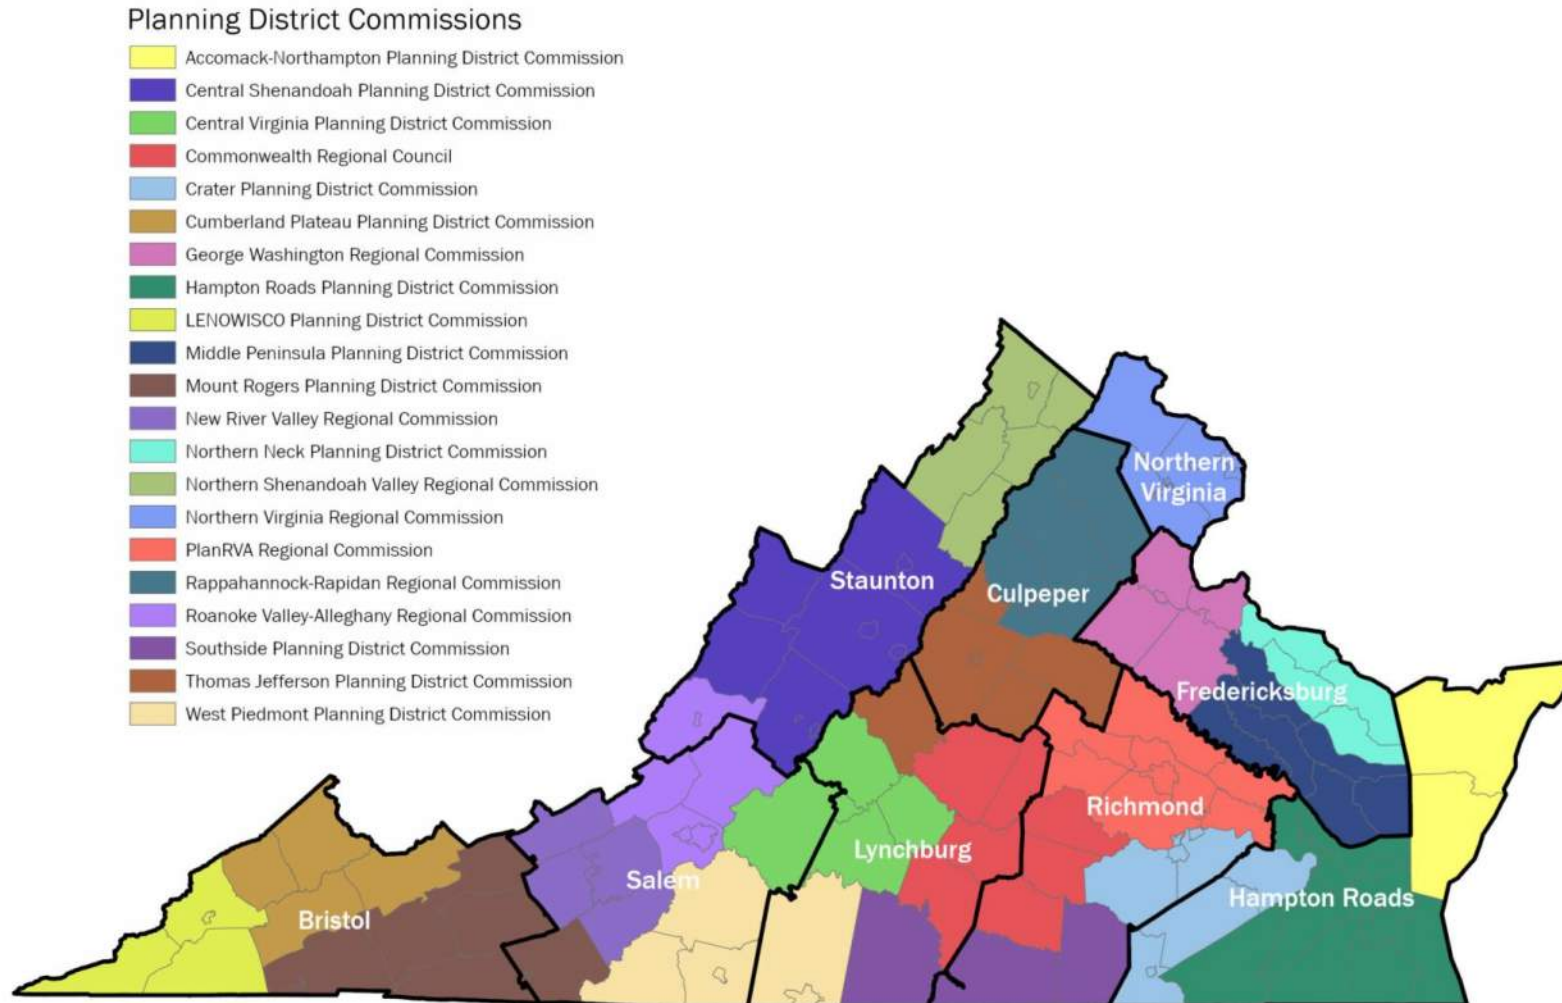 Planning District Commissions
Accomack-Northampton Planning District Commission
Central Shenandoah Planning District Commission
Central Virginia Planning District Commission
Commonwealth Regional Council
Crater Planning District Commission
Cumberland Plateau Planning District Commission
George Washington Regional Commission
Hampton Roads Planning District Commission
LENOWISCO Planning District Commission
Middle Peninsula Planning District Commission
Mount Rogers Planning District Commission
New River Valley Regional Commission
Northern Neck Planning District Commission
Northern Shenandoah Valley Regional Commission
Northern Virginia Regional Commission
PlanRVA Regional Commission
Rappahannock-Rapidan Regional Commission
Roanoke Valley-Alleghany Regional Commission
Southside Planning District Commission
Thomas Jefferson Planning District Commission
West Piedmont Planning District Commission
Northern
Virginia
Staunton
Culpeper
Fredericksburg
Richmond
Lynchburg
Salem
Hampton Roads
Bristol